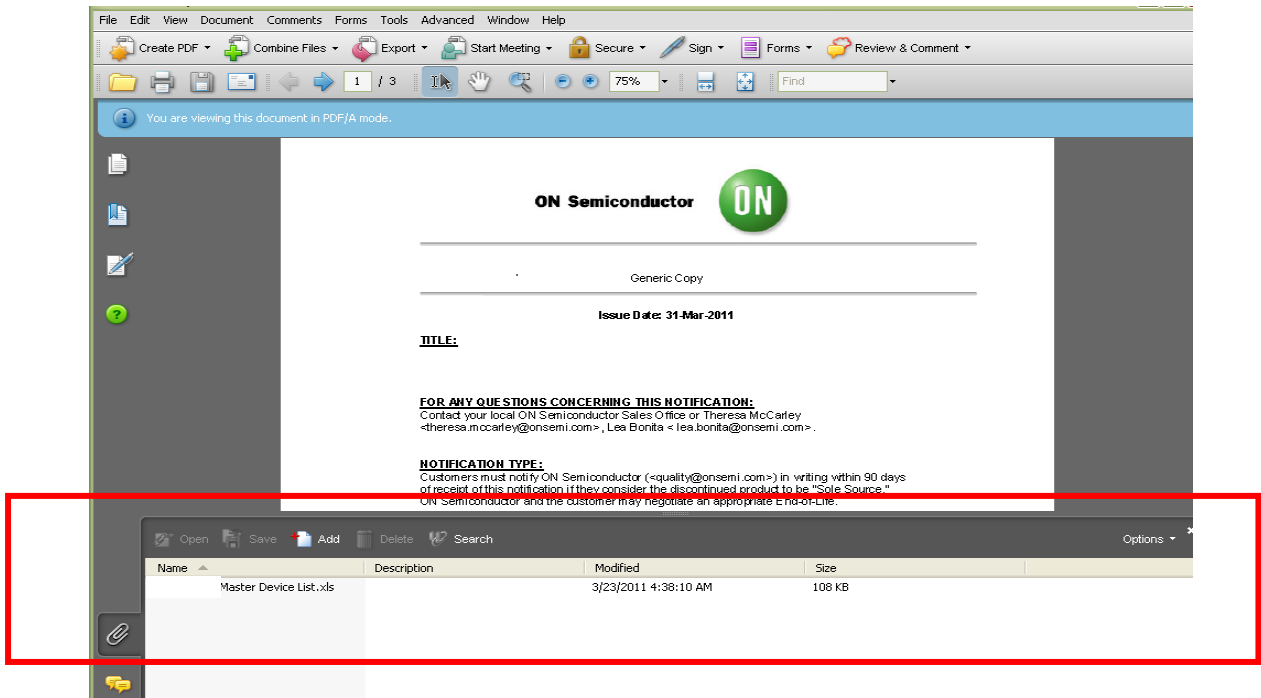 File Edit View Document Comments Forms Tools Advanced Window Help
Create PDF Combine Files Export Start Meeting Secure Sign Forms Review & Comment
1 / 3 75% Find
You are viewing this document in PDF/A mode.
ON Semiconductor ON
Generic Copy
Issue Date: 31-Mar-2011
TITLE:
FOR ANY QUESTIONS CONCERNING THIS NOTIFICATION:
Contact your local ON Semiconductor Sales Office or Theresa McCarley
<theresa.mccarley@onsemi.com>, Lea Bonita < lea.bonita@onsemi.com>.
NOTIFICATION TYPE:
Customers must notify ON Semiconductor (<quality@onsemi.com>) in writing within 90 days
of receipt of this notification if they consider the discontinued product to be "Sole Source."
ON Semiconductor and the customer may negotiate an appropriate End-of-Life.
Open Save Add Delete Search Options
Name Description Modified Size
Master Device List.xls 3/23/2011 4:38:10 AM 108 KB